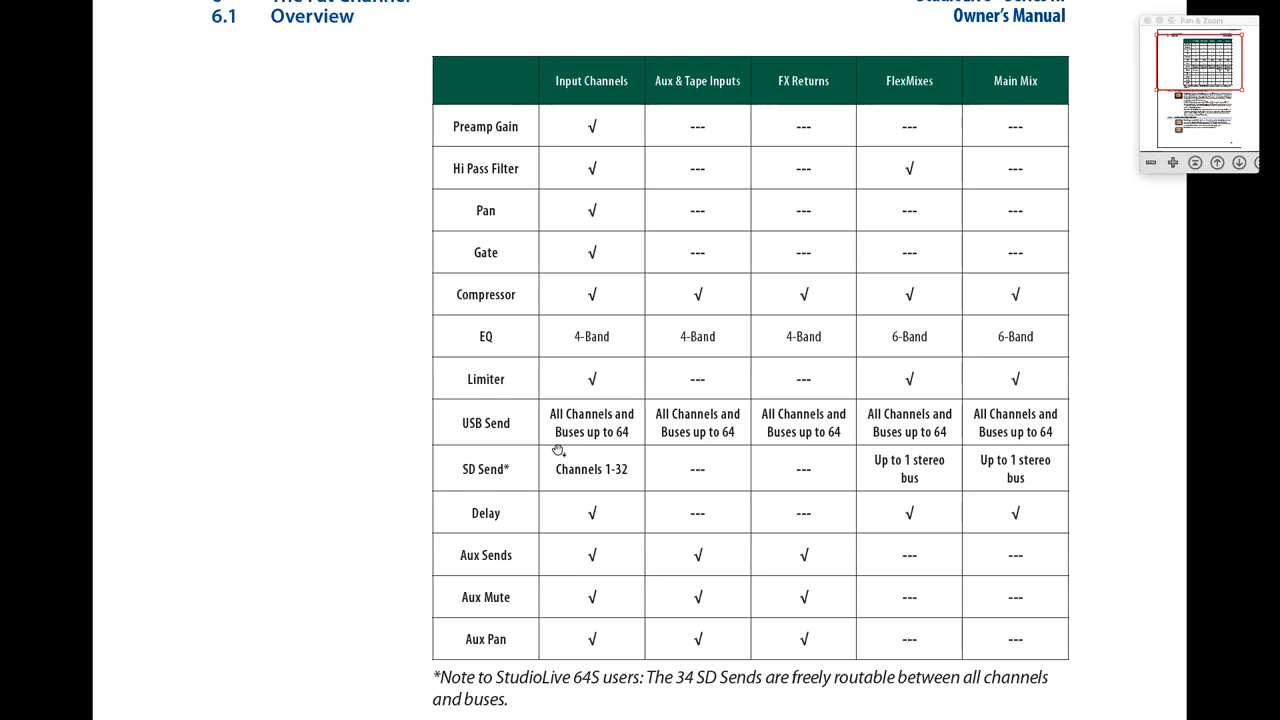 6.1 Overview
Owner's Manual
Pan & Zoom
Input Channels Aux & Tape Inputs FX Returns FlexMixes Main Mix
Preamp Gain √ --- --- --- ---
Hi Pass Filter √ --- --- √ ---
Pan √ --- --- --- ---
Gate √ --- --- --- ---
Compressor √ √ √ √ √
EQ 4-Band 4-Band 4-Band 6-Band 6-Band
Limiter √ --- --- √ √
USB Send All Channels and Buses up to 64 All Channels and Buses up to 64 All Channels and Buses up to 64 All Channels and Buses up to 64 All Channels and Buses up to 64
SD Send* Channels 1-32 --- --- Up to 1 stereo bus Up to 1 stereo bus
Delay √ --- --- √ √
Aux Sends √ √ √ --- ---
Aux Mute √ √ √ --- ---
Aux Pan √ √ √ --- ---
*Note to StudioLive 64S users: The 34 SD Sends are freely routable between all channels
and buses.